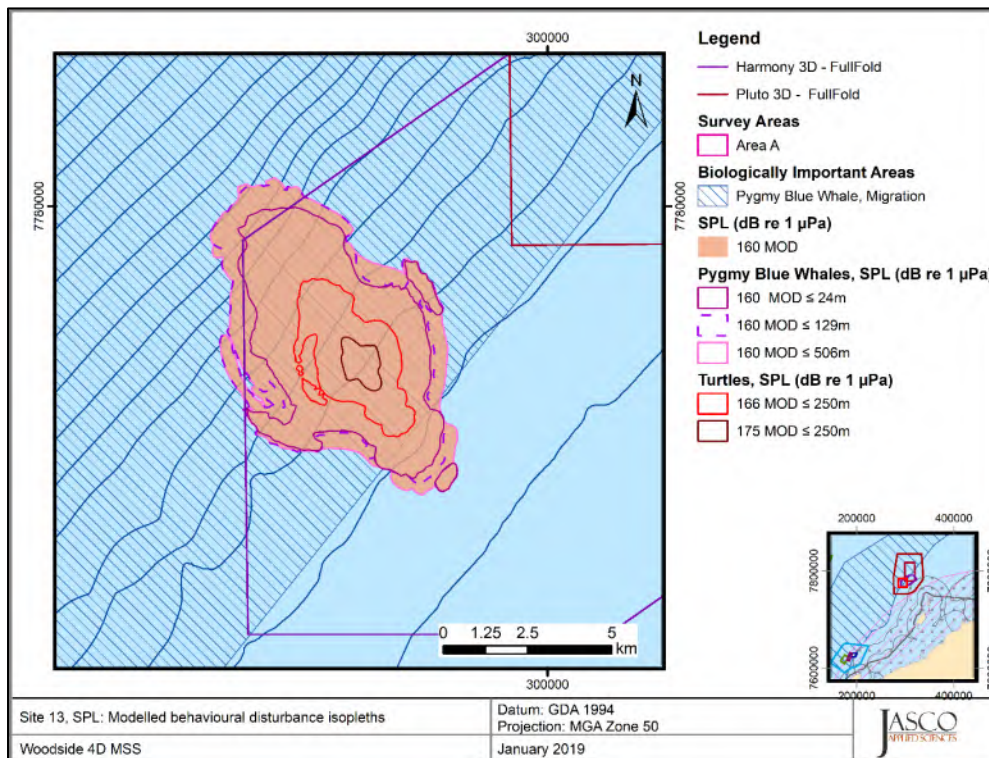 300000
N
7780000
7780000
0 1.25 2.5 5
km
300000
Legend
Harmony 3D - FullFold
Pluto 3D - FullFold
Survey Areas
Area A
Biologically Important Areas
Pygmy Blue Whale, Migration
SPL (dB re 1 µPa)
160 MOD
Pygmy Blue Whales, SPL (dB re 1 µPa)
160 MOD ≤ 24m
160 MOD ≤ 129m
160 MOD ≤ 506m
Turtles, SPL (dB re 1 µPa)
166 MOD ≤ 250m
175 MOD ≤ 250m
200000 400000
7800000
7600000
200000 400000
Site 13, SPL: Modelled behavioural disturbance isopleths
Datum: GDA 1994
Projection: MGA Zone 50
Woodside 4D MSS
January 2019
JASCO
APPLIED SCIENCES